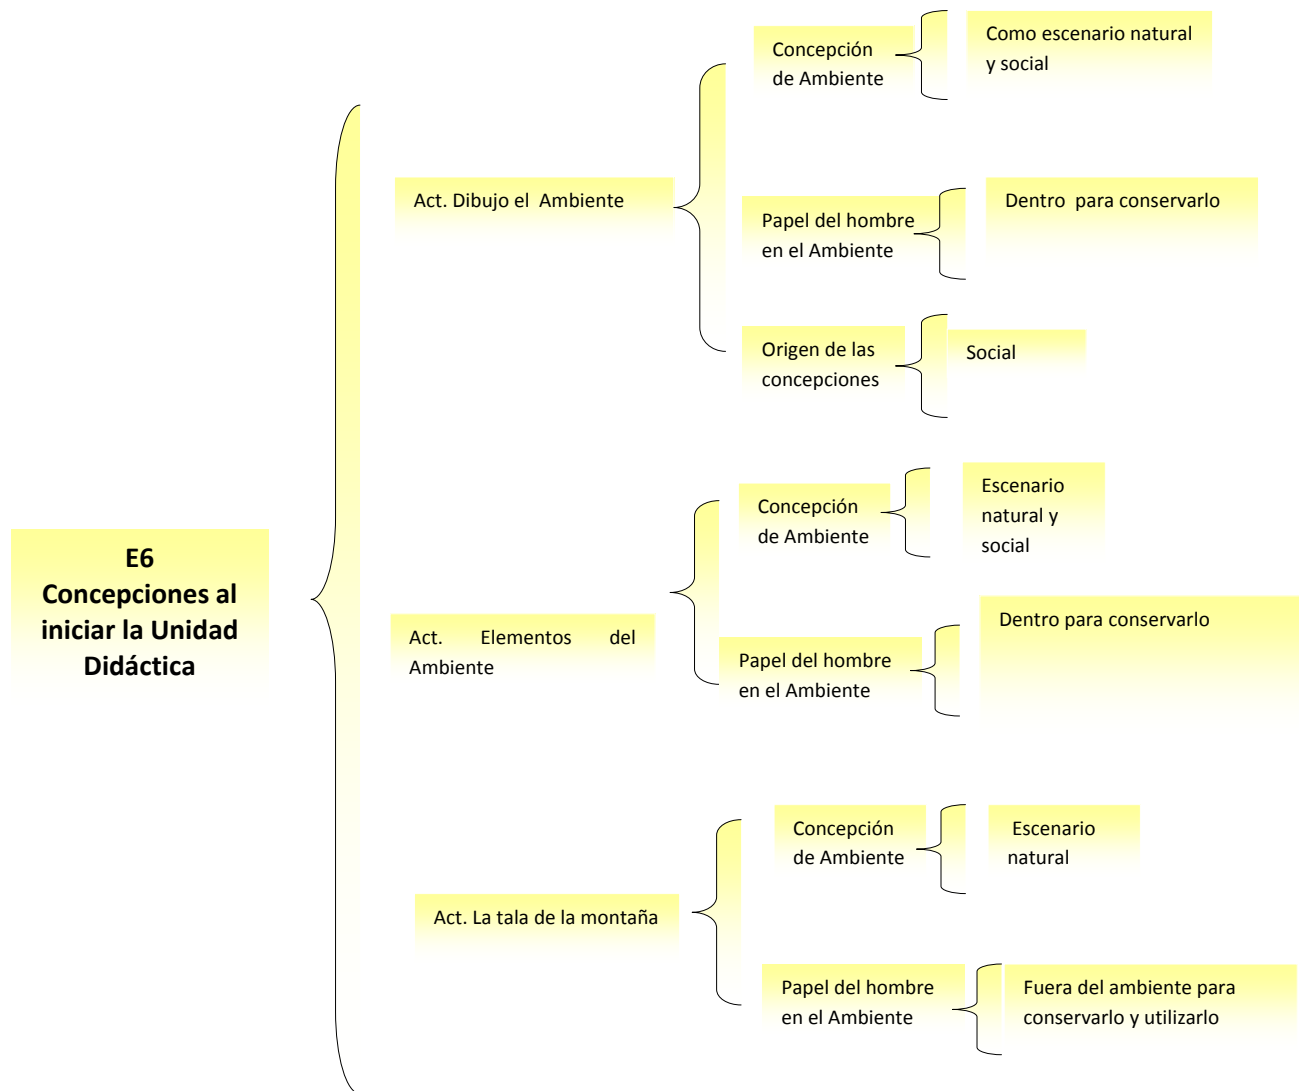 E6
Concepciones al
iniciar la Unidad
Didáctica
Act. Dibujo el Ambiente
Concepción
de Ambiente
Como escenario natural
y social
Papel del hombre
en el Ambiente
Dentro para conservarlo
Origen de las
concepciones
Social
Act. Elementos del
Ambiente
Concepción
de Ambiente
Escenario
natural y
social
Papel del hombre
en el Ambiente
Dentro para conservarlo
Act. La tala de la montaña
Concepción
de Ambiente
Escenario
natural
Papel del hombre
en el Ambiente
Fuera del ambiente para
conservarlo y utilizarlo